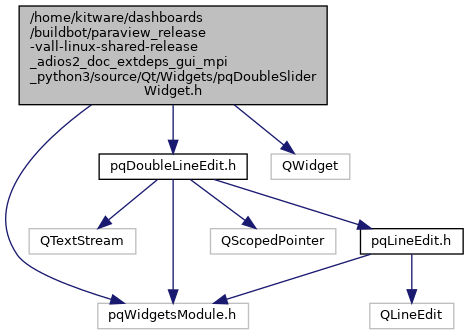 /home/kitware/dashboards
/buildbot/paraview_release
-vall-linux-shared-release
_adios2_doc_extdeps_gui_mpi
_python3/source/Qt/Widgets/pqDoubleSlider
Widget.h
pqDoubleLineEdit.h
QWidget
QTextStream
QScopedPointer
pqLineEdit.h
pqWidgetsModule.h
QLineEdit